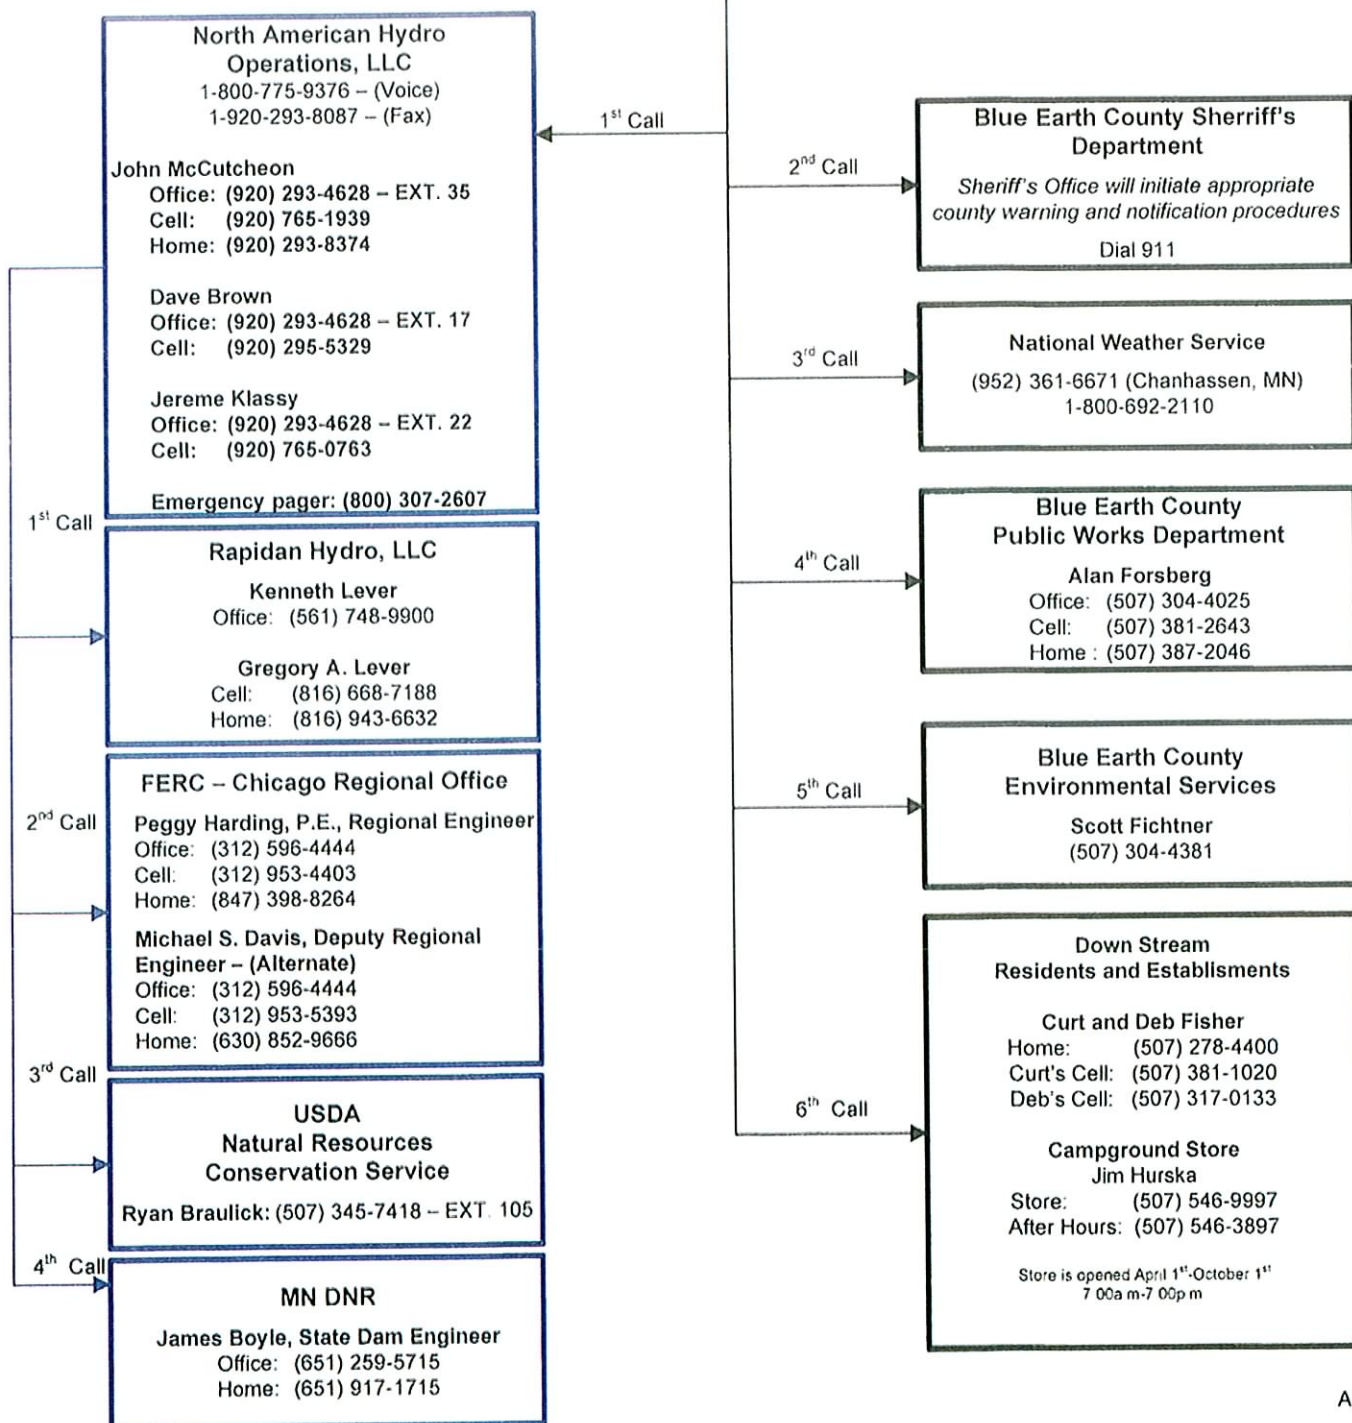 North American Hydro
Operations, LLC
1-800-775-9376 – (Voice)
1-920-293-8087 – (Fax)
John McCutcheon
Office: (920) 293-4628 – EXT. 35
Cell: (920) 765-1939
Home: (920) 293-8374
Dave Brown
Office: (920) 293-4628 – EXT. 17
Cell: (920) 295-5329
Jereme Klassy
Office: (920) 293-4628 – EXT. 22
Cell: (920) 765-0763
Emergency pager: (800) 307-2607
1st Call
Rapidan Hydro, LLC
Kenneth Lever
Office: (561) 748-9900
Gregory A. Lever
Cell: (816) 668-7188
Home: (816) 943-6632
2nd Call
FERC – Chicago Regional Office
Peggy Harding, P.E., Regional Engineer
Office: (312) 596-4444
Cell: (312) 953-4403
Home: (847) 398-8264
Michael S. Davis, Deputy Regional
Engineer – (Alternate)
Office: (312) 596-4444
Cell: (312) 953-5393
Home: (630) 852-9666
3rd Call
USDA
Natural Resources
Conservation Service
Ryan Braulick: (507) 345-7418 – EXT. 105
4th Call
MN DNR
James Boyle, State Dam Engineer
Office: (651) 259-5715
Home: (651) 917-1715
1st Call
2nd Call
Blue Earth County Sherriff's
Department
Sheriff's Office will initiate appropriate
county warning and notification procedures
Dial 911
3rd Call
National Weather Service
(952) 361-6671 (Chanhassen, MN)
1-800-692-2110
4th Call
Blue Earth County
Public Works Department
Alan Forsberg
Office: (507) 304-4025
Cell: (507) 381-2643
Home : (507) 387-2046
5th Call
Blue Earth County
Environmental Services
Scott Fichtner
(507) 304-4381
6th Call
Down Stream
Residents and Establisments
Curt and Deb Fisher
Home: (507) 278-4400
Curt's Cell: (507) 381-1020
Deb's Cell: (507) 317-0133
Campground Store
Jim Hurska
Store: (507) 546-9997
After Hours: (507) 546-3897
Store is opened April 1st-October 1st
7 00a m-7 00p m
A